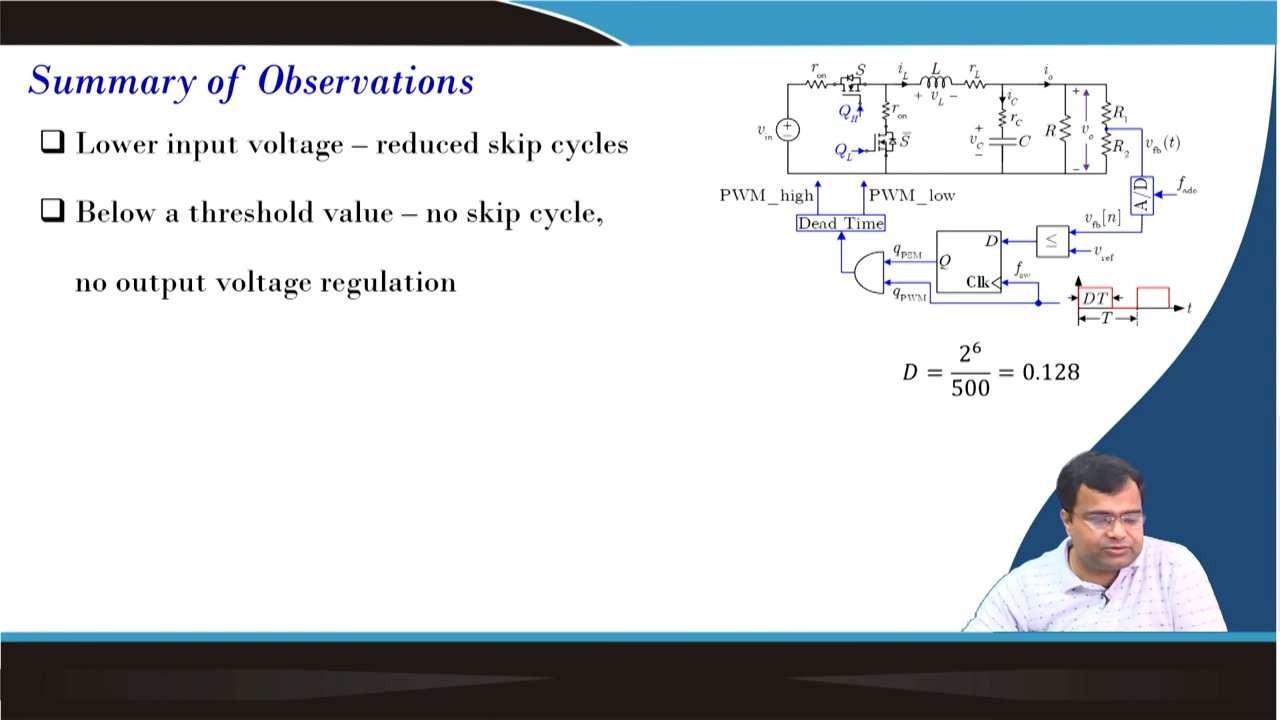 Summary of Observations
❑ Lower input voltage – reduced skip cycles
❑ Below a threshold value – no skip cycle,
no output voltage regulation
r_on
S
i_L
L
r_L
i_o
+ v_L −
Q_H
r_on
i_C
r_C
R_1
v_in
Q_L
S̅
+
v_C
−
C
R
+
v_o
−
R_2
v_fb(t)
PWM_high
PWM_low
A/D
f_adc
Dead Time
v_fb[n]
q_PSM
Q
D
≤
v_ref
f_sw
Clk
q_PWM
DT
T
t
D = 2^6/500 = 0.128